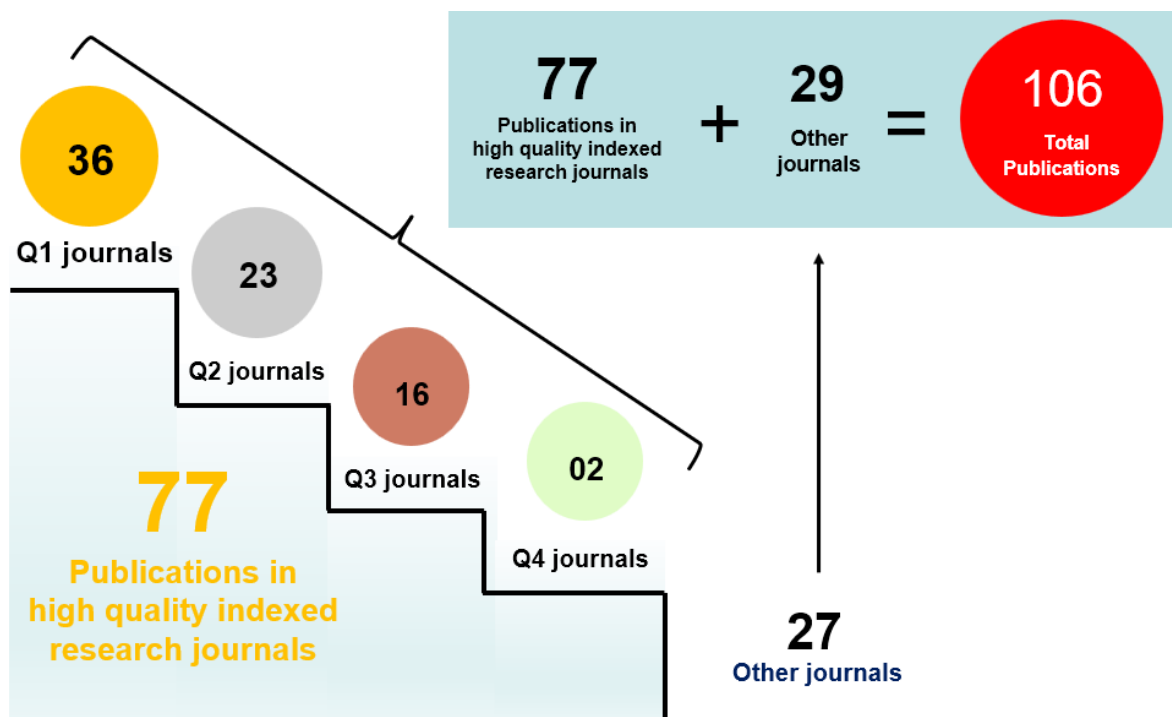 36
Q1 journals
23
Q2 journals
16
Q3 journals
02
Q4 journals
77
Publications in
high quality indexed
research journals
77
Publications in
high quality indexed
research journals
+
29
Other
journals
=
106
Total
Publications
27
Other journals